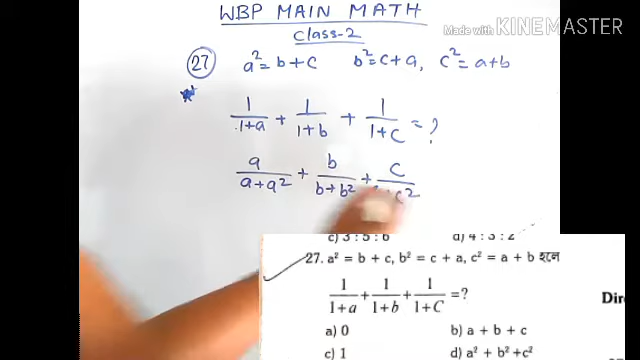 WBP MAIN MATH
Made with KINEMASTER
class-2
27 a² = b + c b² = c + a, c² = a + b
1/1+a + 1/1+b + 1/1+c = ?
a/a+a² + b/b+b² + c/c²
c) 3 : 5 : 6 d) 4 : 3 : 2
27. a² = b + c, b² = c + a, c² = a + b হলে
1/1+a + 1/1+b + 1/1+C = ?
Dir
a) 0 b) a + b + c
c) 1 d) a² + b² + c²